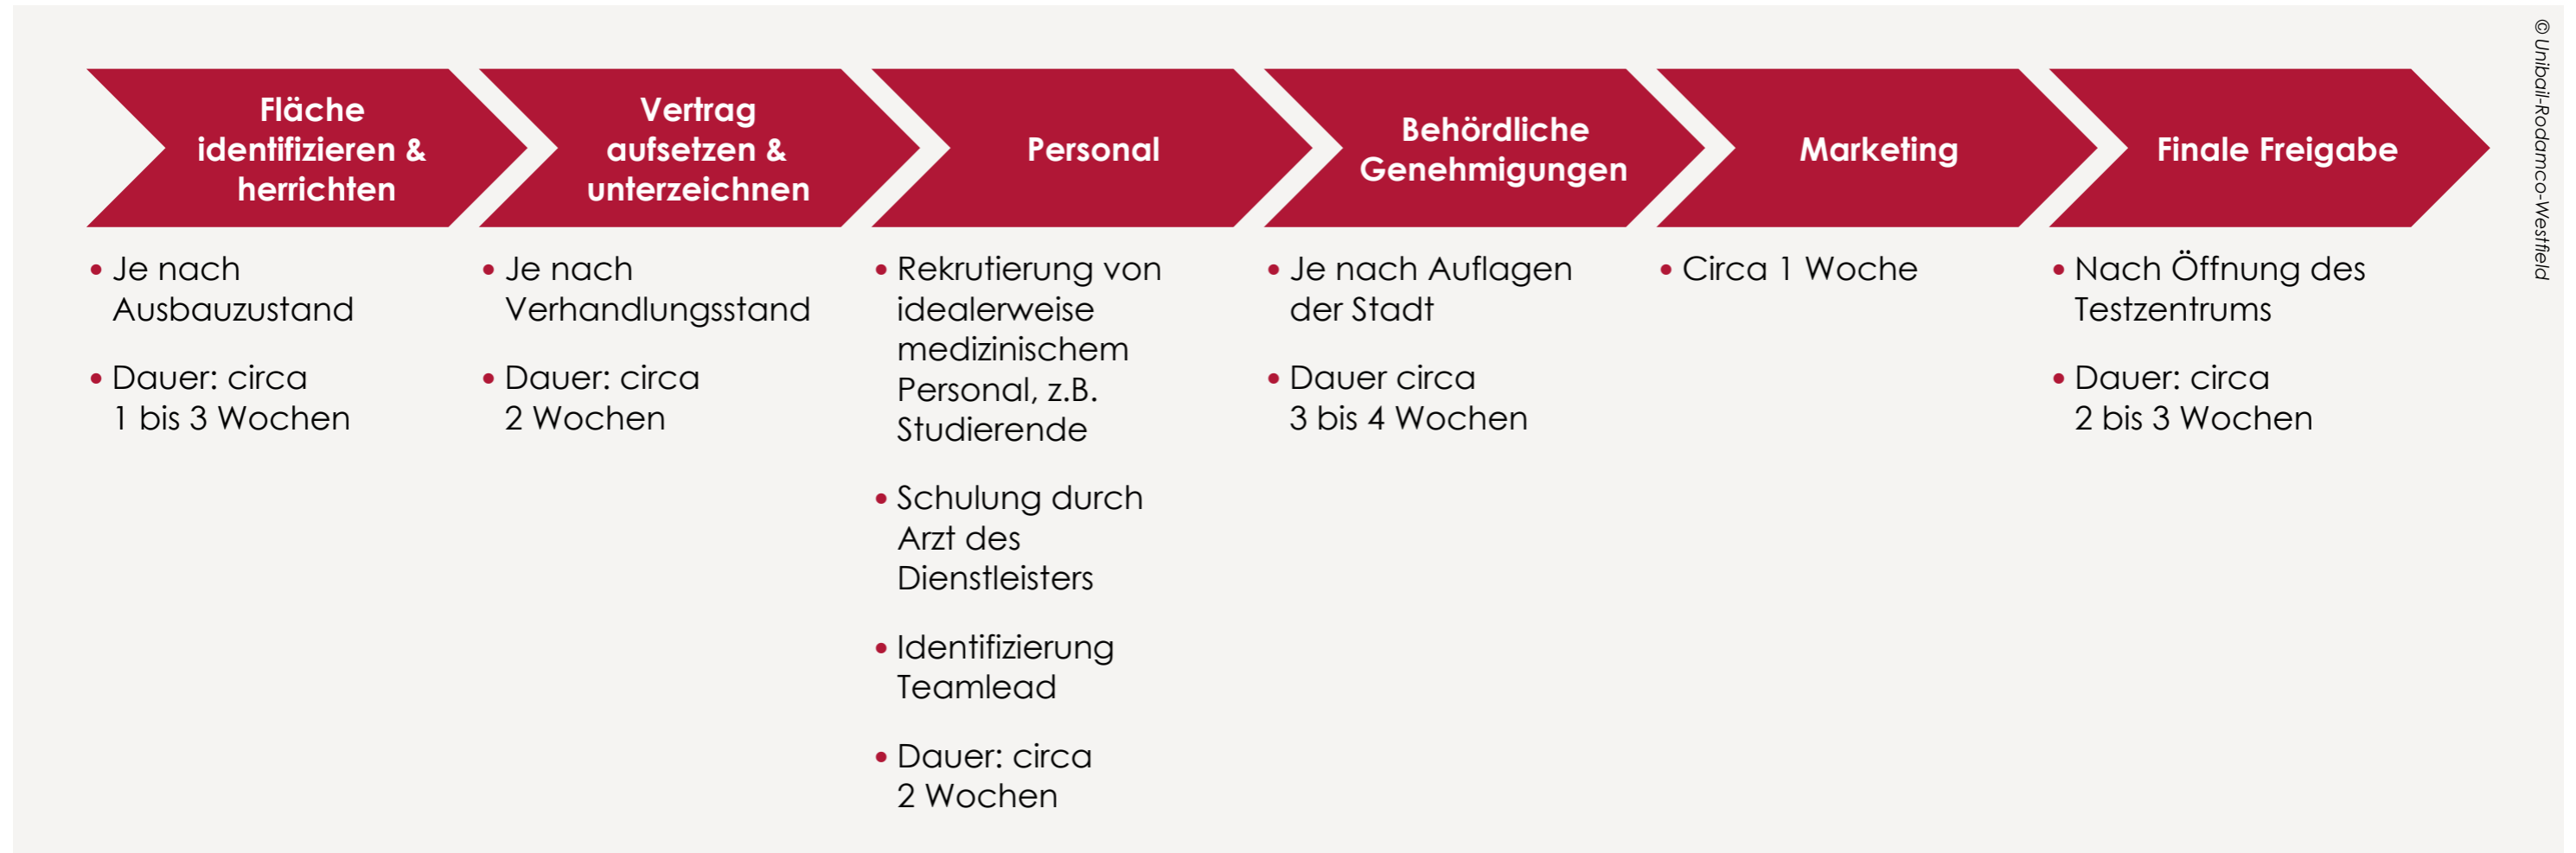 Fläche
identifizieren &
herrichten
• Je nach
Ausbauzustand
• Dauer: circa
1 bis 3 Wochen
Vertrag
aufsetzen &
unterzeichnen
• Je nach
Verhandlungsstand
• Dauer: circa
2 Wochen
Personal
• Rekrutierung von
idealerweise
medizinischem
Personal, z.B.
Studierende
• Schulung durch
Arzt des
Dienstleisters
• Identifizierung
Teamlead
• Dauer: circa
2 Wochen
Behördliche
Genehmigungen
• Je nach Auflagen
der Stadt
• Dauer circa
3 bis 4 Wochen
Marketing
• Circa 1 Woche
Finale Freigabe
• Nach Öffnung des
Testzentrums
• Dauer: circa
2 bis 3 Wochen
© Unibail-Rodamco-Westfield